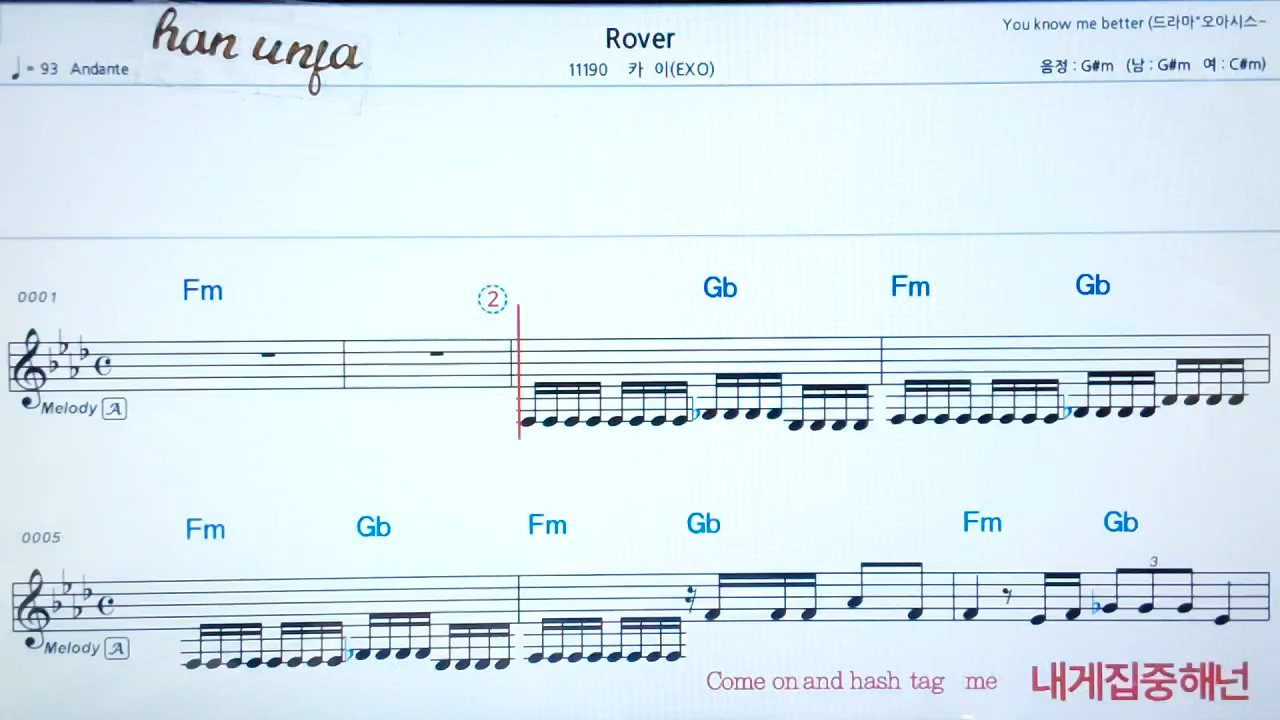 han unfa
Rover
You know me better (드라마"오아시스-
♩= 93 Andante
11190 카 이(EXO)
음정 : G#m (남 : G#m 여 : C#m)
0001 Fm ② Gb Fm Gb
Melody A
0005 Fm Gb Fm Gb Fm Gb
3
Melody A
Come on and hash tag me 내게집중해넌